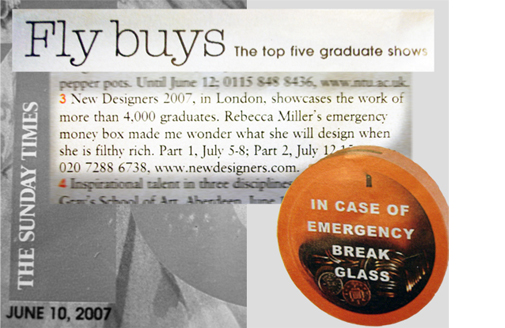 Fly buys The top five graduate shows
pepper pots. Until June 12; 0115 848 8436, www.ntu.ac.uk.
3 New Designers 2007, in London, showcases the work of
more than 4,000 graduates. Rebecca Miller's emergency
money box made me wonder what she will design when
she is filthy rich. Part 1, July 5-8; Part 2, July 12
020 7288 6738, www.newdesigners.com.
4 Inspirational talent in three disciplines
Gray's School of Art, Aberdeen, June
THE SUNDAY TIMES
JUNE 10, 2007
IN CASE OF
EMERGENCY
BREAK
GLASS